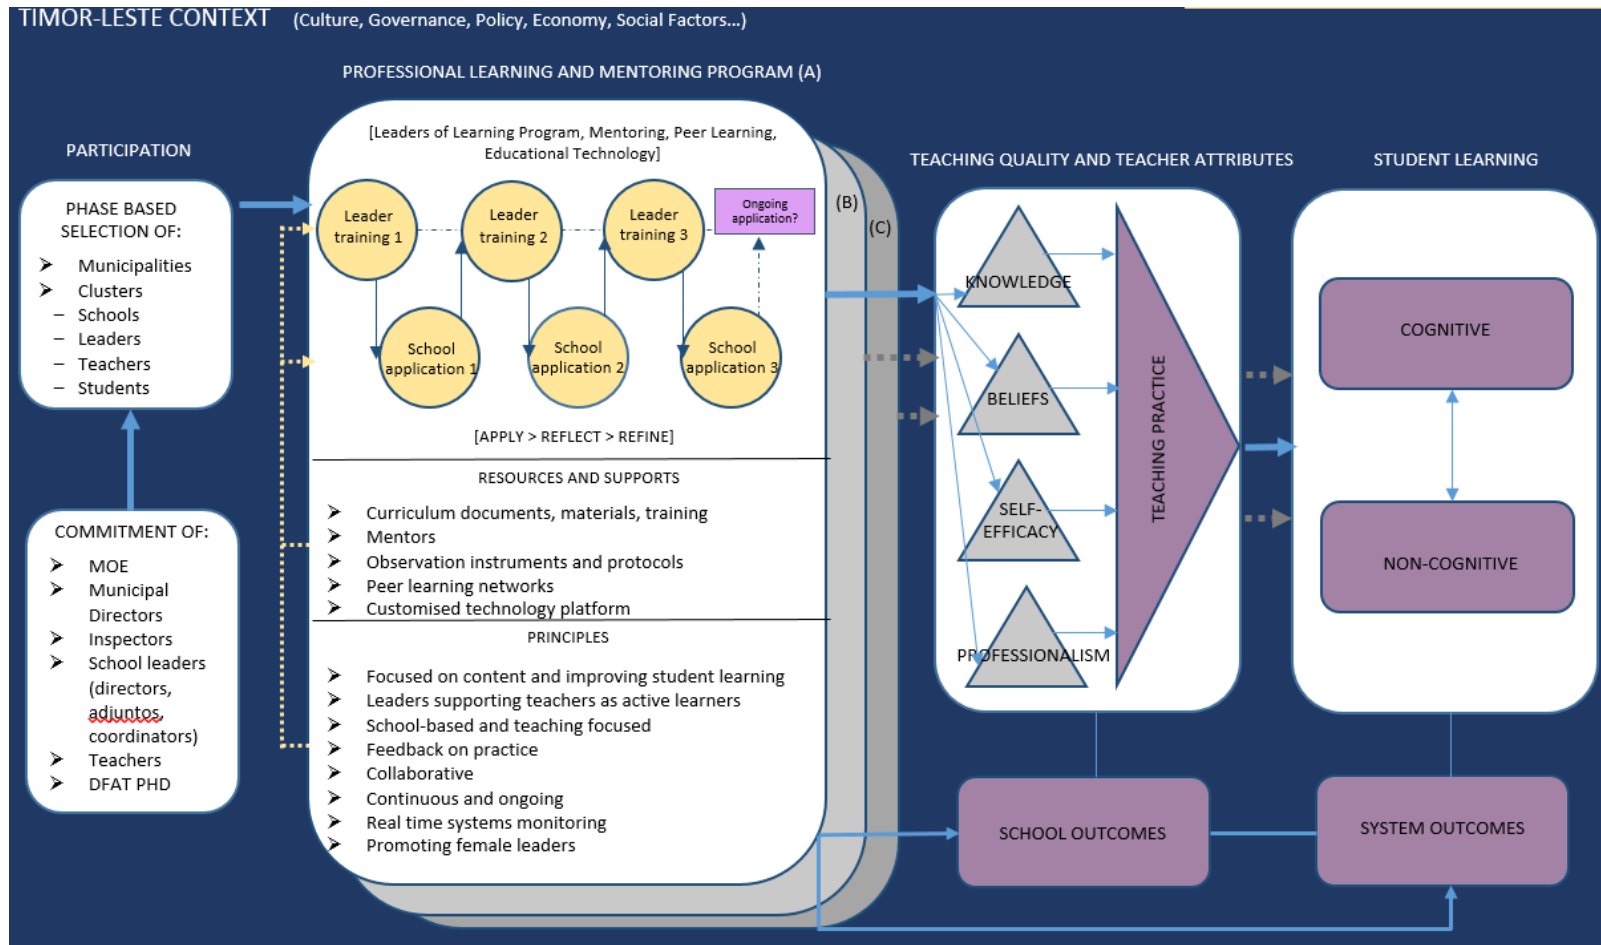 TIMOR-LESTE CONTEXT (Culture, Governance, Policy, Economy, Social Factors...)
PARTICIPATION
PHASE BASED
SELECTION OF:
➤ Municipalities
➤ Clusters
– Schools
– Leaders
– Teachers
– Students
COMMITMENT OF:
➤ MOE
➤ Municipal
Directors
➤ Inspectors
➤ School leaders
(directors,
adjuntos,
coordinators)
➤ Teachers
➤ DFAT PHD
PROFESSIONAL LEARNING AND MENTORING PROGRAM (A)
[Leaders of Learning Program, Mentoring, Peer Learning,
Educational Technology]
Leader
training 1
Leader
training 2
Leader
training 3
Ongoing
application?
School
application 1
School
application 2
School
application 3
[APPLY > REFLECT > REFINE]
RESOURCES AND SUPPORTS
➤ Curriculum documents, materials, training
➤ Mentors
➤ Observation instruments and protocols
➤ Peer learning networks
➤ Customised technology platform
PRINCIPLES
➤ Focused on content and improving student learning
➤ Leaders supporting teachers as active learners
➤ School-based and teaching focused
➤ Feedback on practice
➤ Collaborative
➤ Continuous and ongoing
➤ Real time systems monitoring
➤ Promoting female leaders
(B)
(C)
TEACHING QUALITY AND TEACHER ATTRIBUTES
KNOWLEDGE
BELIEFS
SELF-
EFFICACY
PROFESSIONALISM
TEACHING PRACTICE
STUDENT LEARNING
COGNITIVE
NON-COGNITIVE
SCHOOL OUTCOMES
SYSTEM OUTCOMES